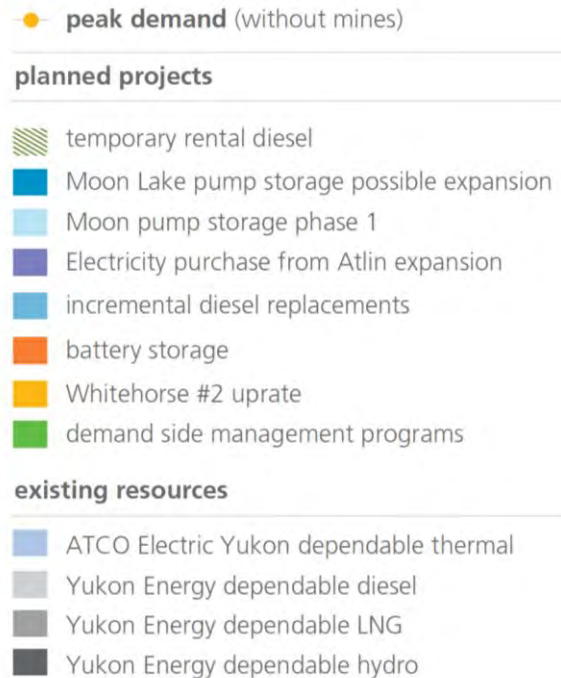 peak demand (without mines)
planned projects
temporary rental diesel
Moon Lake pump storage possible expansion
Moon pump storage phase 1
Electricity purchase from Atlin expansion
incremental diesel replacements
battery storage
Whitehorse #2 uprate
demand side management programs
existing resources
ATCO Electric Yukon dependable thermal
Yukon Energy dependable diesel
Yukon Energy dependable LNG
Yukon Energy dependable hydro